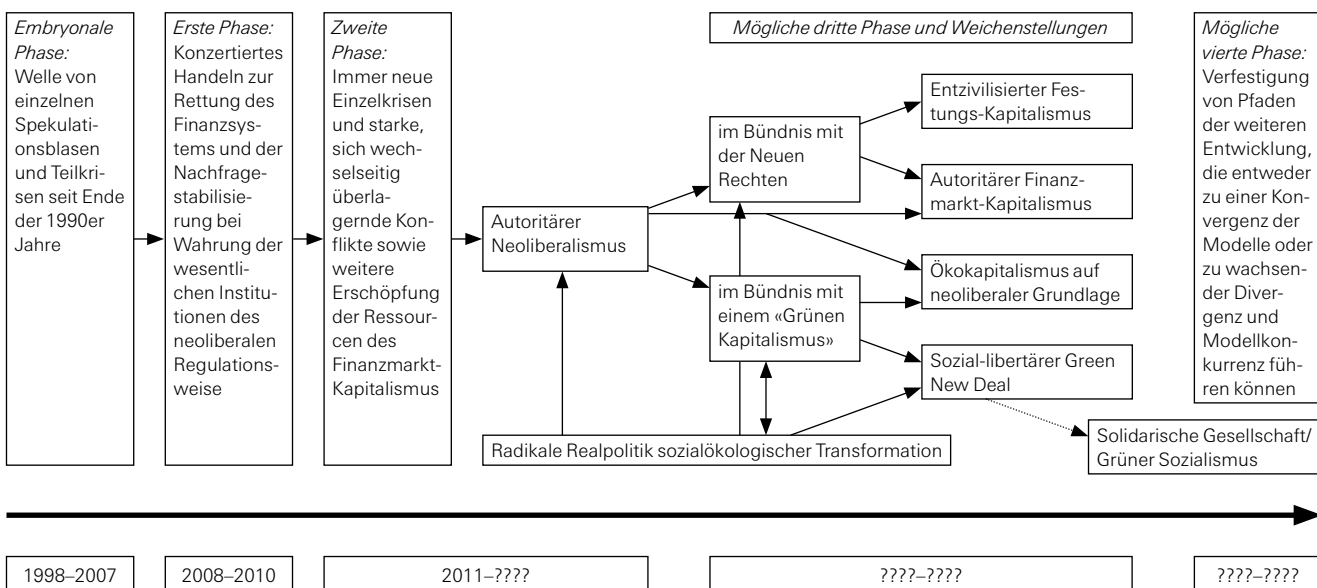 Embryonale
Phase:
Welle von
einzelnen
Spekulati-
onsblasen
und Teilkri-
sen seit Ende
der 1990er
Jahre
Erste Phase:
Konzertiertes
Handeln zur
Rettung des
Finanzsys-
tems und der
Nachfrage-
stabilisie-
rung bei
Wahrung der
wesentli-
chen Institu-
tionen des
neoliberalen
Regulations-
weise
Zweite
Phase:
Immer neue
Einzelkrisen
und starke,
sich wech-
selseitig
überla-
gernde Kon-
flikte sowie
weitere
Erschöpfung
der Ressour-
cen des
Finanzmarkt-
Kapitalismus
Autoritärer
Neoliberalismus
Mögliche dritte Phase und Weichenstellungen
im Bündnis mit
der Neuen
Rechten
im Bündnis mit
einem «Grünen
Kapitalismus»
Entzivilisierter Fes-
tungs-Kapitalismus
Autoritärer Finanz-
markt-Kapitalismus
Ökokapitalismus auf
neoliberaler Grundlage
Sozial-libertärer Green
New Deal
Radikale Realpolitik sozialökologischer Transformation
Mögliche
vierte Phase:
Verfestigung
von Pfaden
der weiteren
Entwicklung,
die entweder
zu einer Kon-
vergenz der
Modelle oder
zu wachsen-
der Diver-
genz und
Modellkon-
kurrenz füh-
ren können
Solidarische Gesellschaft/
Grüner Sozialismus
1998–2007
2008–2010
2011–????
????–????
????–????